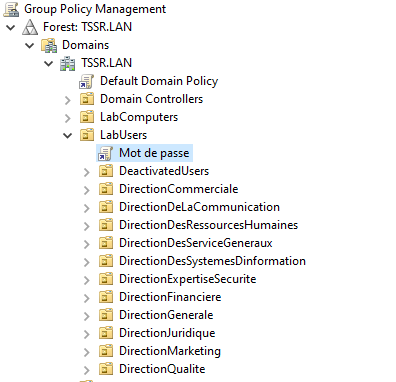 Group Policy Management
Forest: TSSR.LAN
Domains
TSSR.LAN
Default Domain Policy
Domain Controllers
LabComputers
LabUsers
Mot de passe
DeactivatedUsers
DirectionCommerciale
DirectionDeLaCommunication
DirectionDesRessourcesHumaines
DirectionDesServiceGeneraux
DirectionDesSystemesDinformation
DirectionExpertiseSecurite
DirectionFinanciere
DirectionGenerale
DirectionJuridique
DirectionMarketing
DirectionQualite